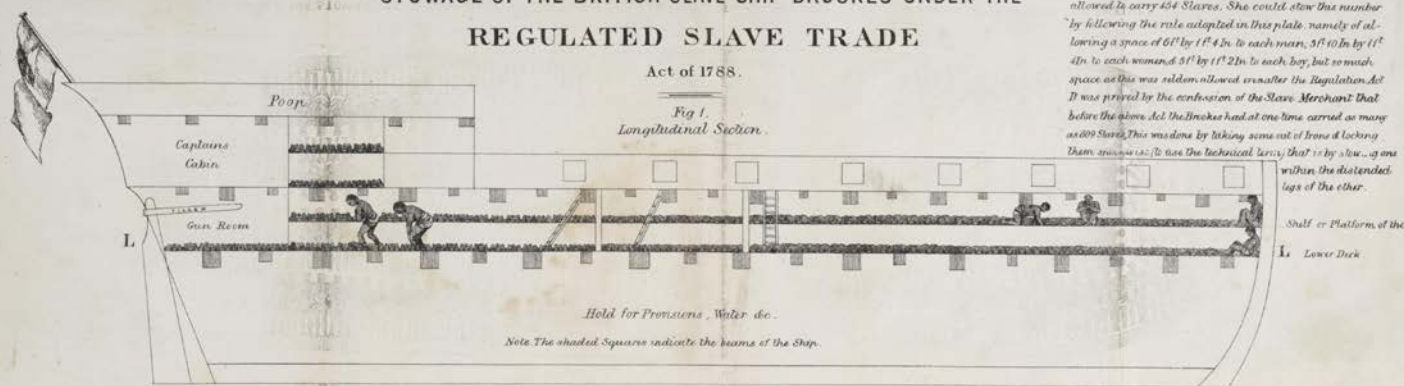 STOWAGE OF THE BRITISH SLAVE SHIP BROOKES UNDER THE
REGULATED SLAVE TRADE
Act of 1788.
Fig 1.
Longitudinal Section.
allowed to carry 454 Slaves. She could stow this number
by following the rule adopted in this plate. namely of al-
lowing a space of 6ft by 1ft 4In to each man; 5ft 10In by 1ft
4In to each women, & 5ft by 1ft 2In to each boy, but so much
space as this was seldom allowed even after the Regulation Act
It was proved by the confession of the Slave Merchant that
before the above Act the Brookes had at one time carried as many
as 609 Slaves, This was done by taking some out of Irons & locking
them (to use the technical term) that is by stowing one
within the distended
legs of the other.
Poop
Captains
Cabin
TILLER
Gun Room
L
Shelf or Platform of the
L Lower Deck
Hold for Provisions, Water &c.
Note The shaded Squares indicate the beams of the Ship.